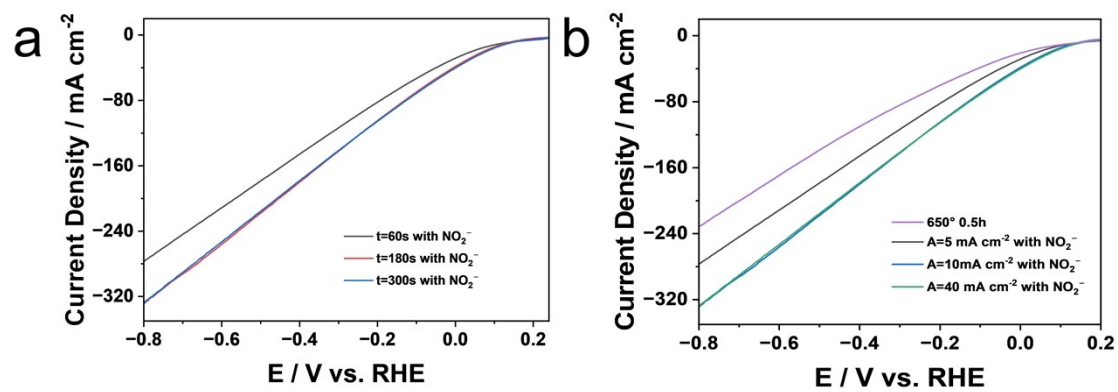 a
Current Density / mA cm⁻²
0
−80
−160
−240
−320
t=60s with NO₂⁻
t=180s with NO₂⁻
t=300s with NO₂⁻
−0.8
−0.6
−0.4
−0.2
0.0
0.2
E / V vs. RHE
b
Current Density / mA cm⁻²
0
−80
−160
−240
−320
650° 0.5h
A=5 mA cm⁻² with NO₂⁻
A=10mA cm⁻² with NO₂⁻
A=40 mA cm⁻² with NO₂⁻
−0.8
−0.6
−0.4
−0.2
0.0
0.2
E / V vs. RHE